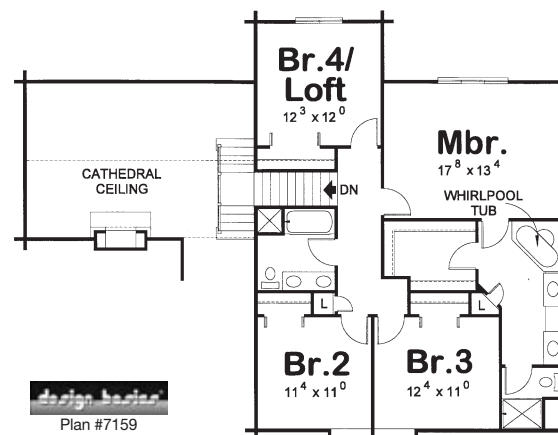 Br.4/
Loft
12³ x 12⁰
Mbr.
17⁸ x 13⁴
CATHEDRAL
CEILING
DN
WHIRLPOOL
TUB
L
L
Br.2
11⁴ x 11⁰
Br.3
12⁴ x 11⁰
design basics
Plan #7159